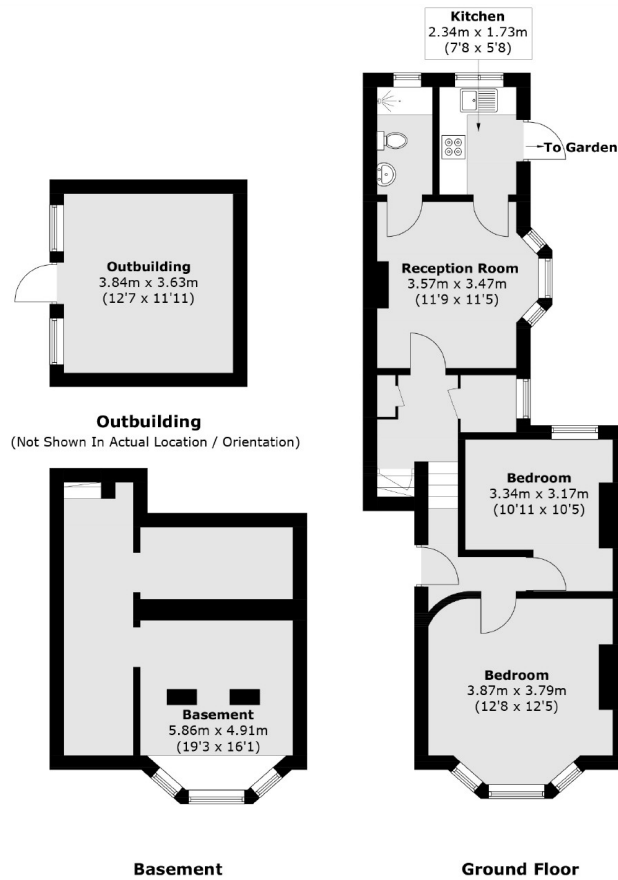 Kitchen
2.34m x 1.73m
(7'8 x 5'8)
To Garden
Outbuilding
3.84m x 3.63m
(12'7 x 11'11)
Reception Room
3.57m x 3.47m
(11'9 x 11'5)
Outbuilding
(Not Shown In Actual Location / Orientation)
Bedroom
3.34m x 3.17m
(10'11 x 10'5)
Bedroom
3.87m x 3.79m
(12'8 x 12'5)
Basement
5.86m x 4.91m
(19'3 x 16'1)
Basement
Ground Floor